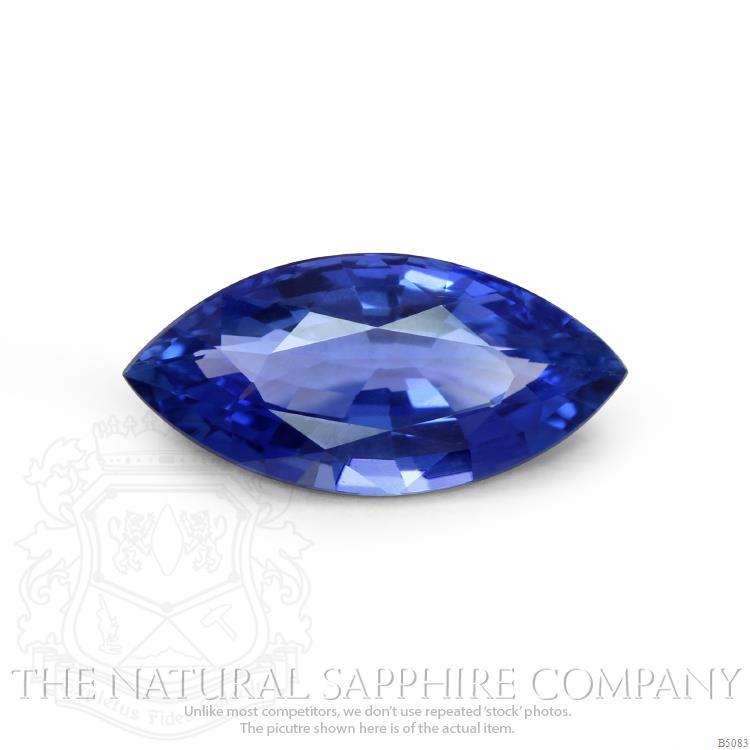 THE NATURAL SAPPHIRE COMPANY
Unlike most competitors, we don't use repeated 'stock' photos.
The picutre shown here is of the actual item.
B5083